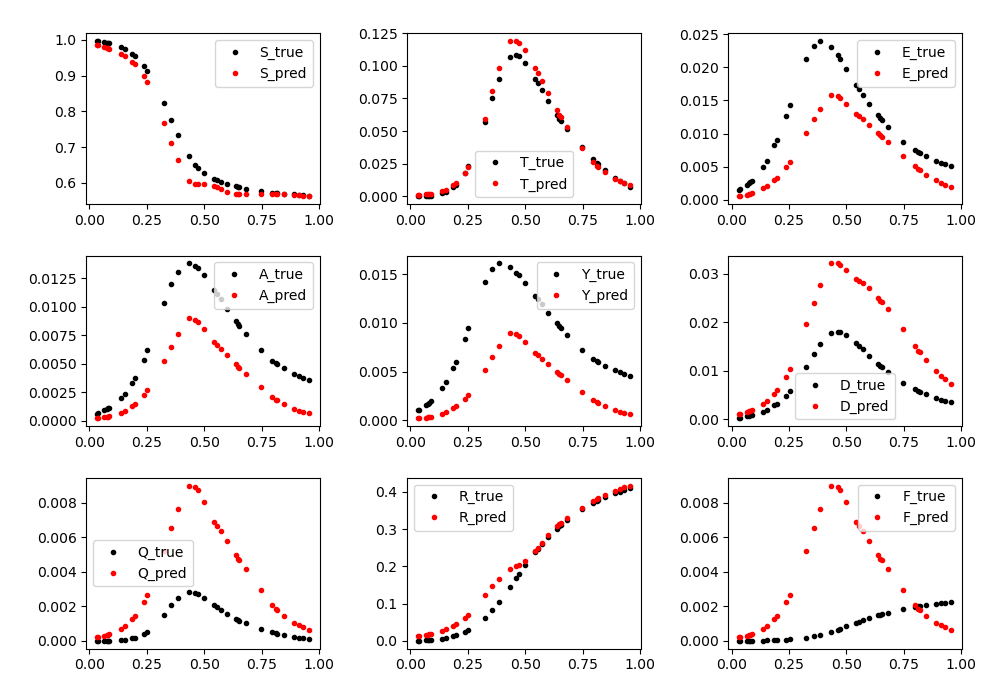 1.0
0.9
0.8
0.7
0.6
0.00 0.25 0.50 0.75 1.00
S_true
S_pred
0.125
0.100
0.075
0.050
0.025
0.000
0.00 0.25 0.50 0.75 1.00
T_true
T_pred
0.025
0.020
0.015
0.010
0.005
0.000
0.00 0.25 0.50 0.75 1.00
E_true
E_pred
0.0125
0.0100
0.0075
0.0050
0.0025
0.0000
0.00 0.25 0.50 0.75 1.00
A_true
A_pred
0.015
0.010
0.005
0.000
0.00 0.25 0.50 0.75 1.00
Y_true
Y_pred
0.03
0.02
0.01
0.00
0.00 0.25 0.50 0.75 1.00
D_true
D_pred
0.008
0.006
0.004
0.002
0.000
0.00 0.25 0.50 0.75 1.00
Q_true
Q_pred
0.4
0.3
0.2
0.1
0.0
0.00 0.25 0.50 0.75 1.00
R_true
R_pred
0.008
0.006
0.004
0.002
0.000
0.00 0.25 0.50 0.75 1.00
F_true
F_pred